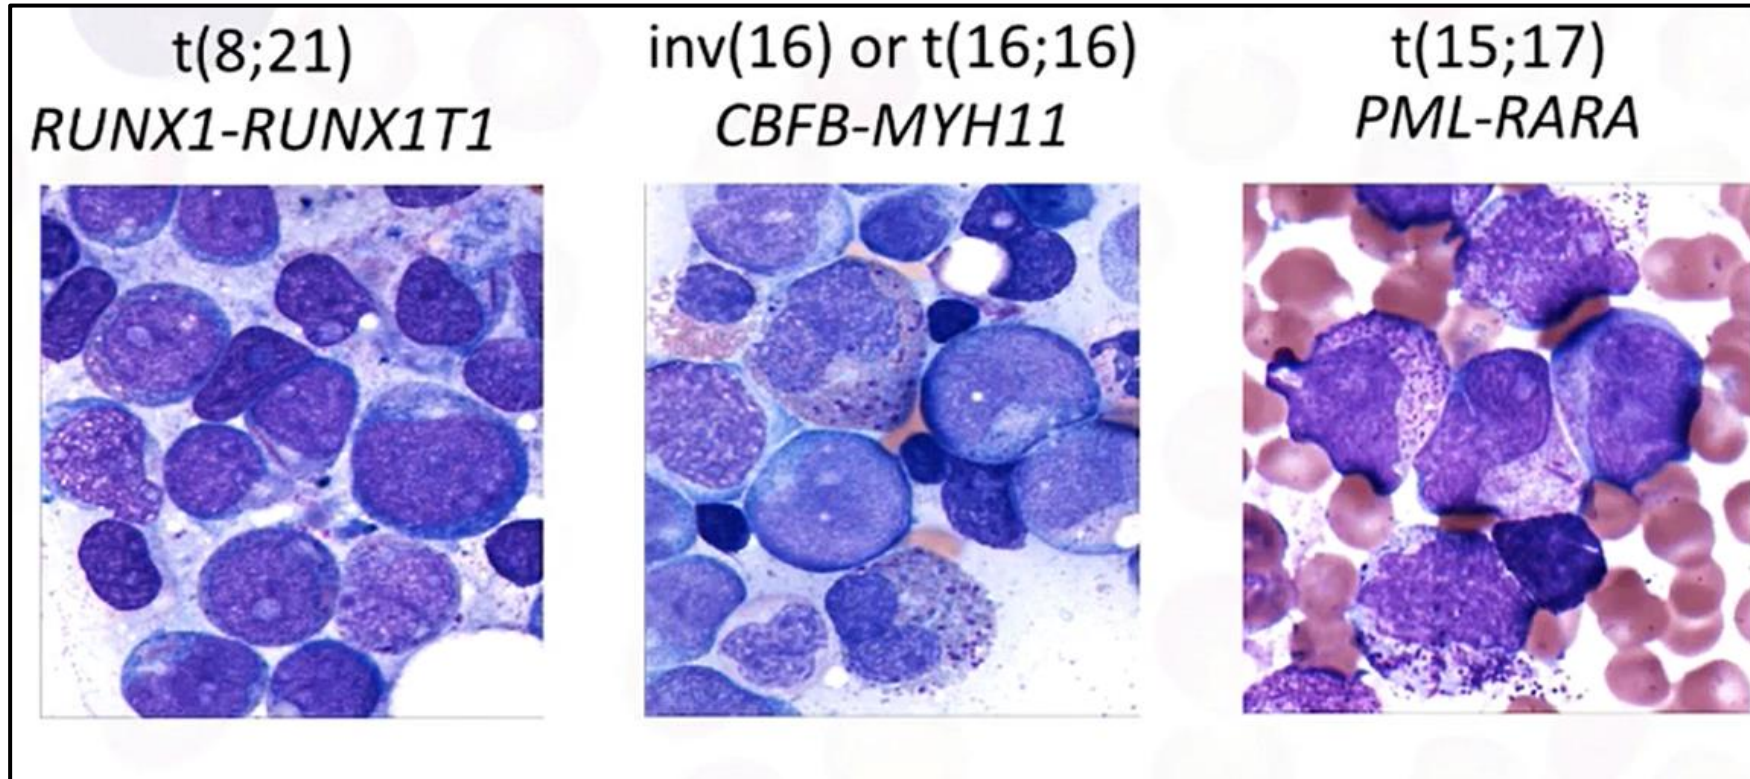 t(8;21)
RUNX1-RUNX1T1
inv(16) or t(16;16)
CBFB-MYH11
t(15;17)
PML-RARA